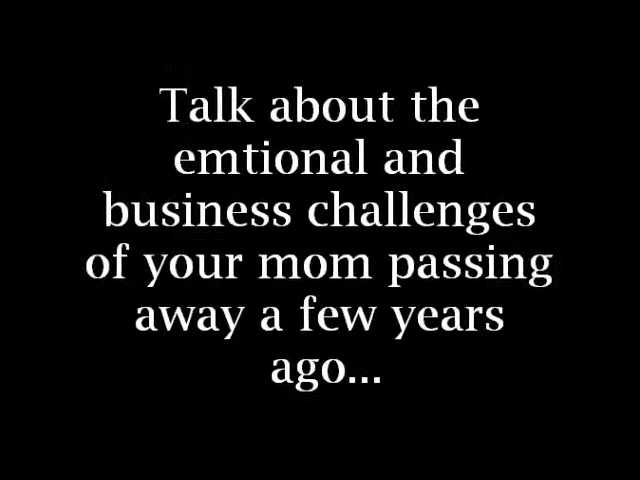 Talk about the
emtional and
business challenges
of your mom passing
away a few years
ago...